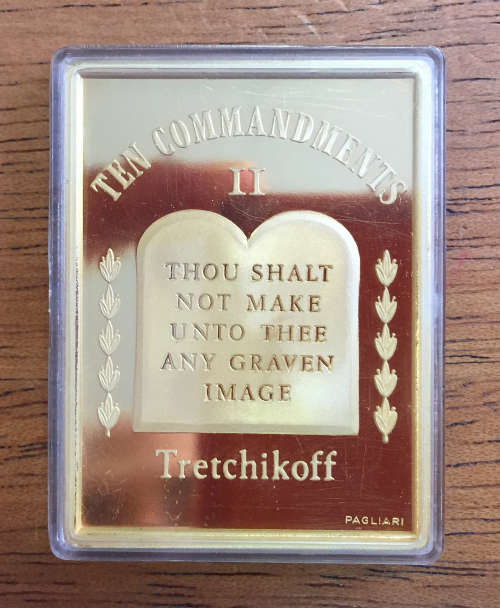 TEN COMMANDMENTS
II
THOU SHALT
NOT MAKE
UNTO THEE
ANY GRAVEN
IMAGE
Tretchikoff
PAGLIARI